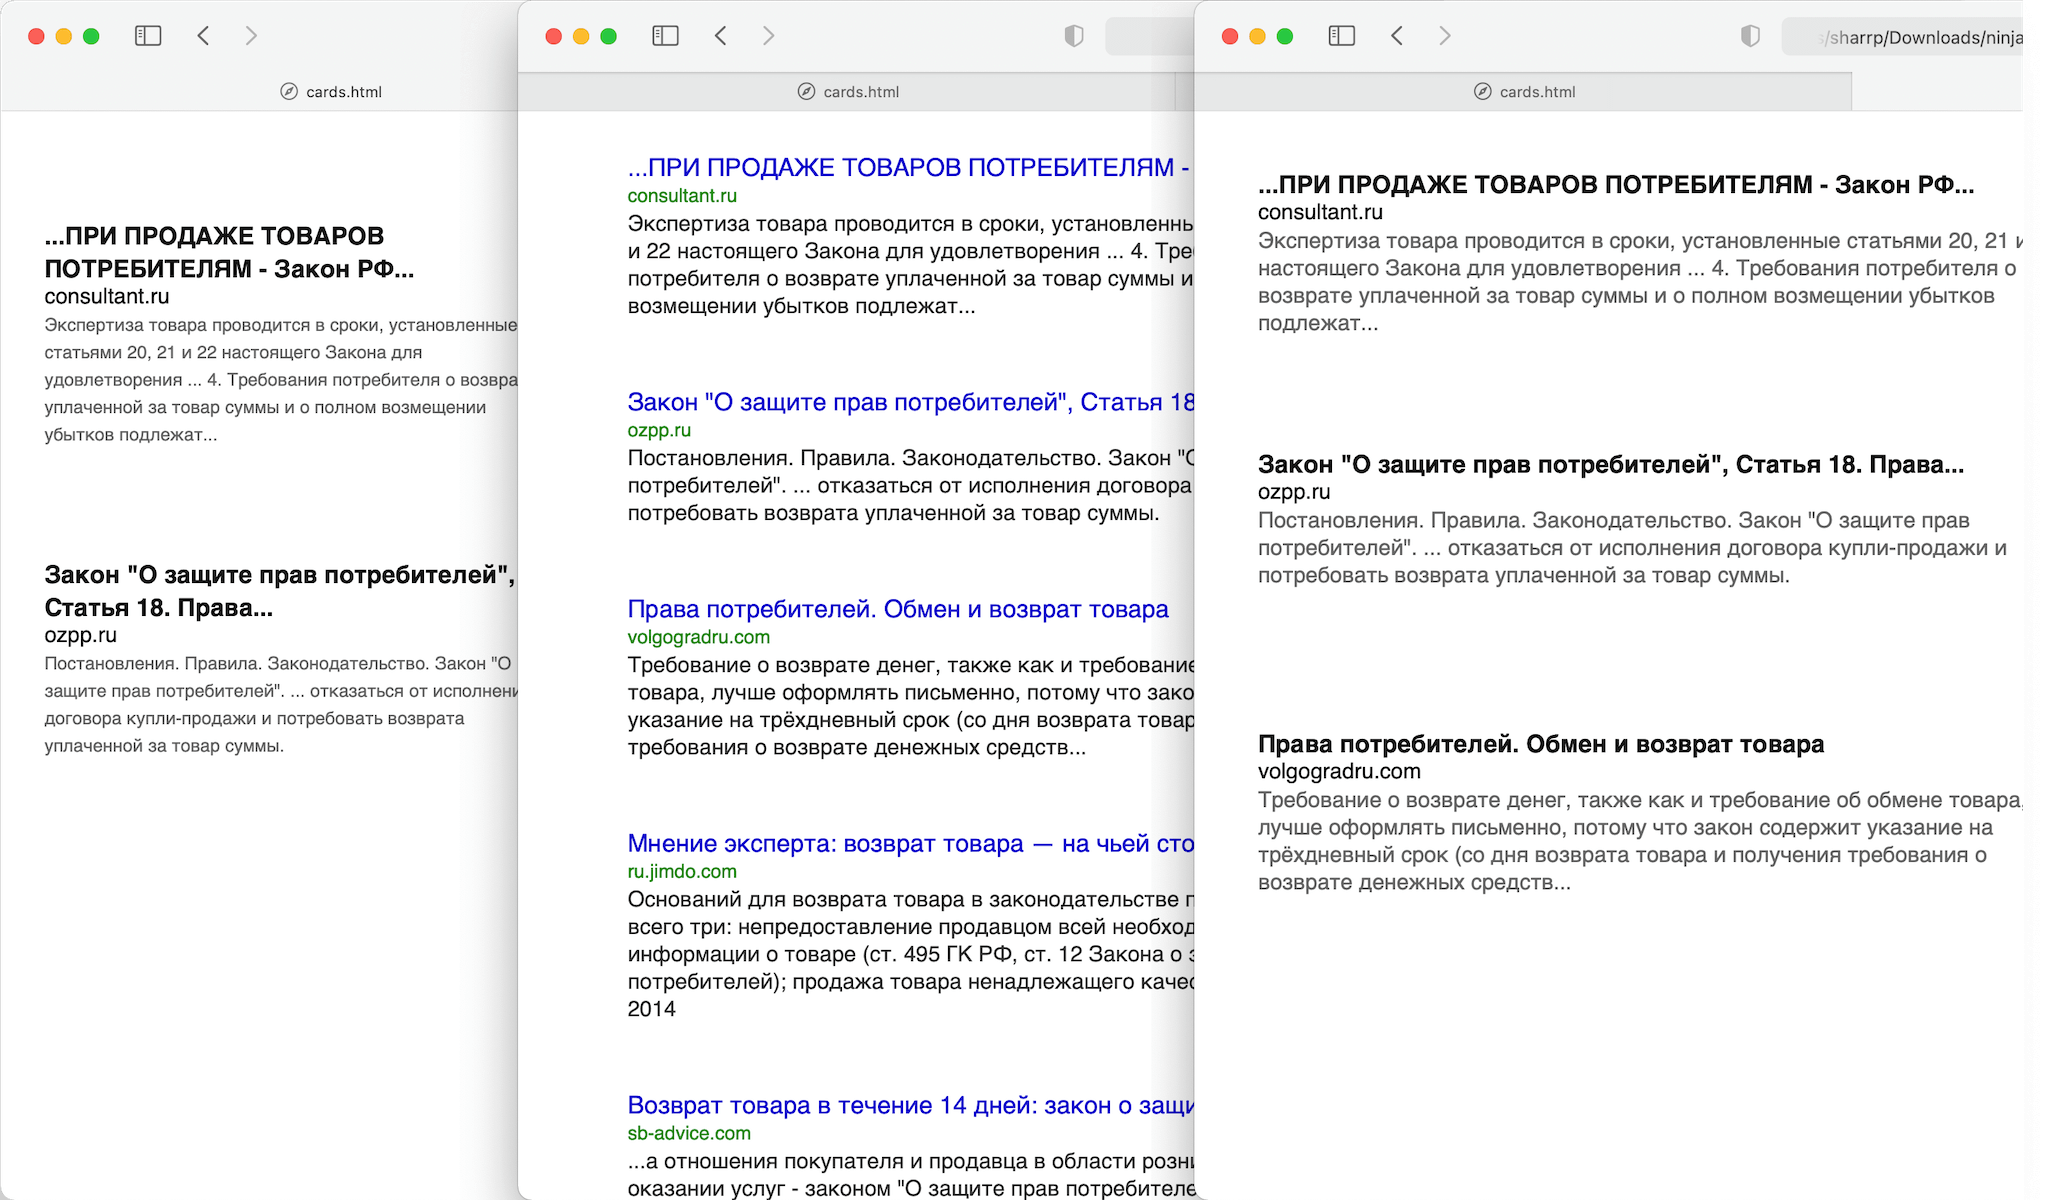 cards.html
...ПРИ ПРОДАЖЕ ТОВАРОВ
ПОТРЕБИТЕЛЯМ - Закон РФ...
consultant.ru
Экспертиза товара проводится в сроки, установленные
статьями 20, 21 и 22 настоящего Закона для
удовлетворения ... 4. Требования потребителя о
уплаченной за товар суммы и о полном возмещении
убытков подлежат...
Закон "О защите прав потребителей",
Статья 18. Права...
ozpp.ru
Постановления. Правила. Законодательство. Закон "О
защите прав потребителей". ... отказаться от
договора купли-продажи и потребовать возврата
уплаченной за товар суммы.
cards.html
...ПРИ ПРОДАЖЕ ТОВАРОВ ПОТРЕБИТЕЛЯМ -
consultant.ru
Экспертиза товара проводится в сроки,
и 22 настоящего Закона для удовлетворения ... 4.
потребителя о возврате уплаченной за товар суммы и
возмещении убытков подлежат...
Закон "О защите прав потребителей", Статья 18
ozpp.ru
Постановления. Правила. Законодательство. Закон "О
потребителей". ... отказаться от исполнения договора
потребовать возврата уплаченной за товар суммы.
Права потребителей. Обмен и возврат товара
volgogradru.com
Требование о возврате денег, также как и требование
товара, лучше оформлять письменно, потому что
указание на трёхдневный срок (со дня возврата
требования о возврате денежных средств...
Мнение эксперта: возврат товара — на чьей
ru.jimdo.com
Оснований для возврата товара в законодательстве
всего три: непредоставление продавцом всей
информации о товаре (ст. 495 ГК РФ, ст. 12 Закона о
потребителей); продажа товара ненадлежащего
2014
Возврат товара в течение 14 дней: закон о
sb-advice.com
...а отношения покупателя и продавца в области
оказании услуг - законом "О защите прав
/sharrp/Downloads/ninja
cards.html
...ПРИ ПРОДАЖЕ ТОВАРОВ ПОТРЕБИТЕЛЯМ - Закон РФ...
consultant.ru
Экспертиза товара проводится в сроки, установленные статьями 20, 21 и
настоящего Закона для удовлетворения ... 4. Требования потребителя о
возврате уплаченной за товар суммы и о полном возмещении убытков
подлежат...
Закон "О защите прав потребителей", Статья 18. Права...
ozpp.ru
Постановления. Правила. Законодательство. Закон "О защите прав
потребителей". ... отказаться от исполнения договора купли-продажи и
потребовать возврата уплаченной за товар суммы.
Права потребителей. Обмен и возврат товара
volgogradru.com
Требование о возврате денег, также как и требование об обмене товара,
лучше оформлять письменно, потому что закон содержит указание на
трёхдневный срок (со дня возврата товара и получения требования о
возврате денежных средств...